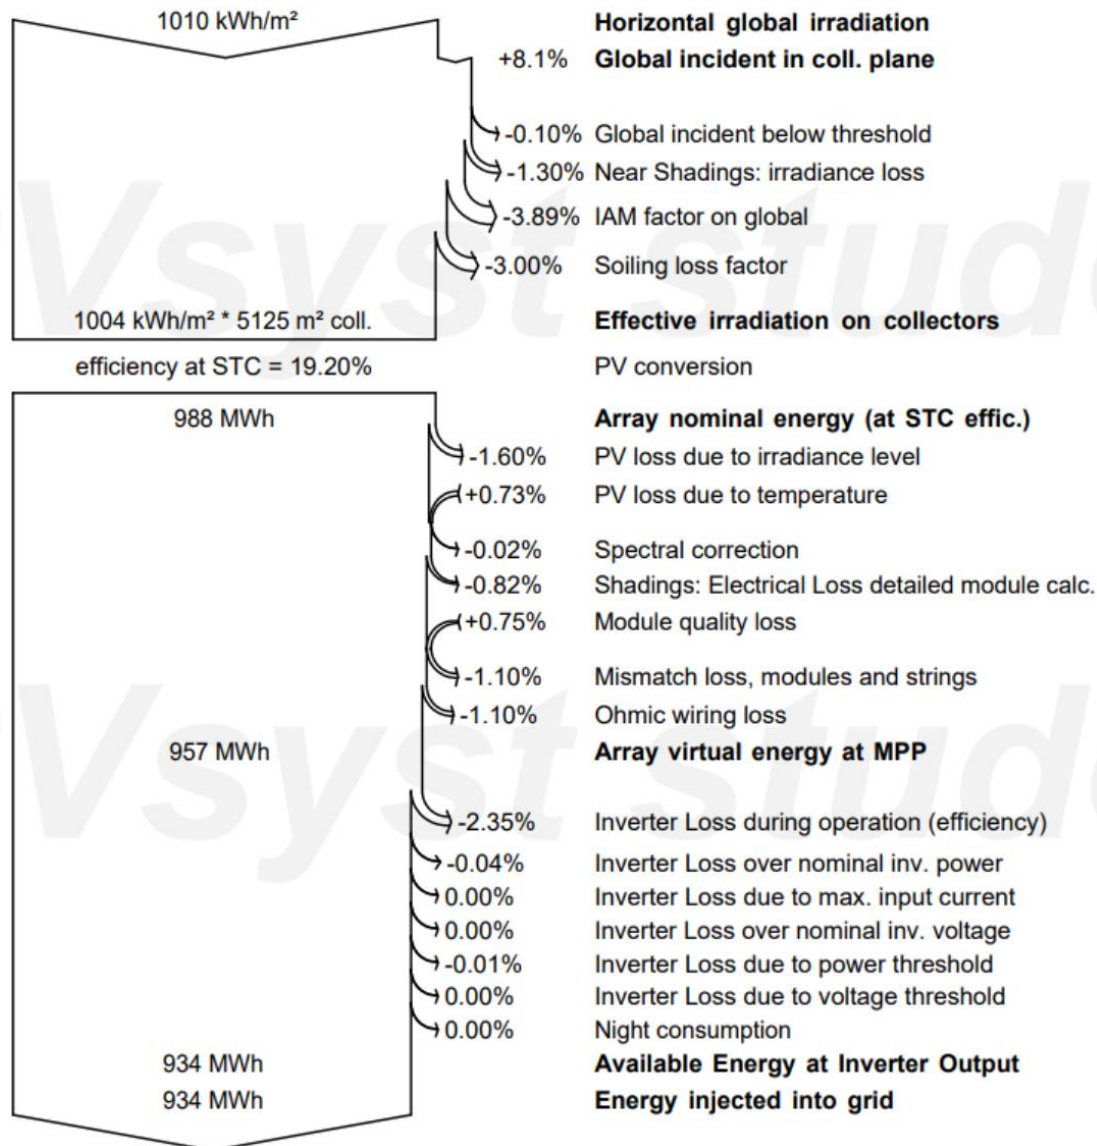 1010 kWh/m² Horizontal global irradiation
+8.1% Global incident in coll. plane
-0.10% Global incident below threshold
-1.30% Near Shadings: irradiance loss
-3.89% IAM factor on global
-3.00% Soiling loss factor
Vsyst stude
1004 kWh/m² * 5125 m² coll. Effective irradiation on collectors
efficiency at STC = 19.20% PV conversion
988 MWh Array nominal energy (at STC effic.)
-1.60% PV loss due to irradiance level
+0.73% PV loss due to temperature
-0.02% Spectral correction
-0.82% Shadings: Electrical Loss detailed module calc.
+0.75% Module quality loss
-1.10% Mismatch loss, modules and strings
-1.10% Ohmic wiring loss
957 MWh Array virtual energy at MPP
Vsyst stude
-2.35% Inverter Loss during operation (efficiency)
-0.04% Inverter Loss over nominal inv. power
0.00% Inverter Loss due to max. input current
0.00% Inverter Loss over nominal inv. voltage
-0.01% Inverter Loss due to power threshold
0.00% Inverter Loss due to voltage threshold
0.00% Night consumption
934 MWh Available Energy at Inverter Output
934 MWh Energy injected into grid